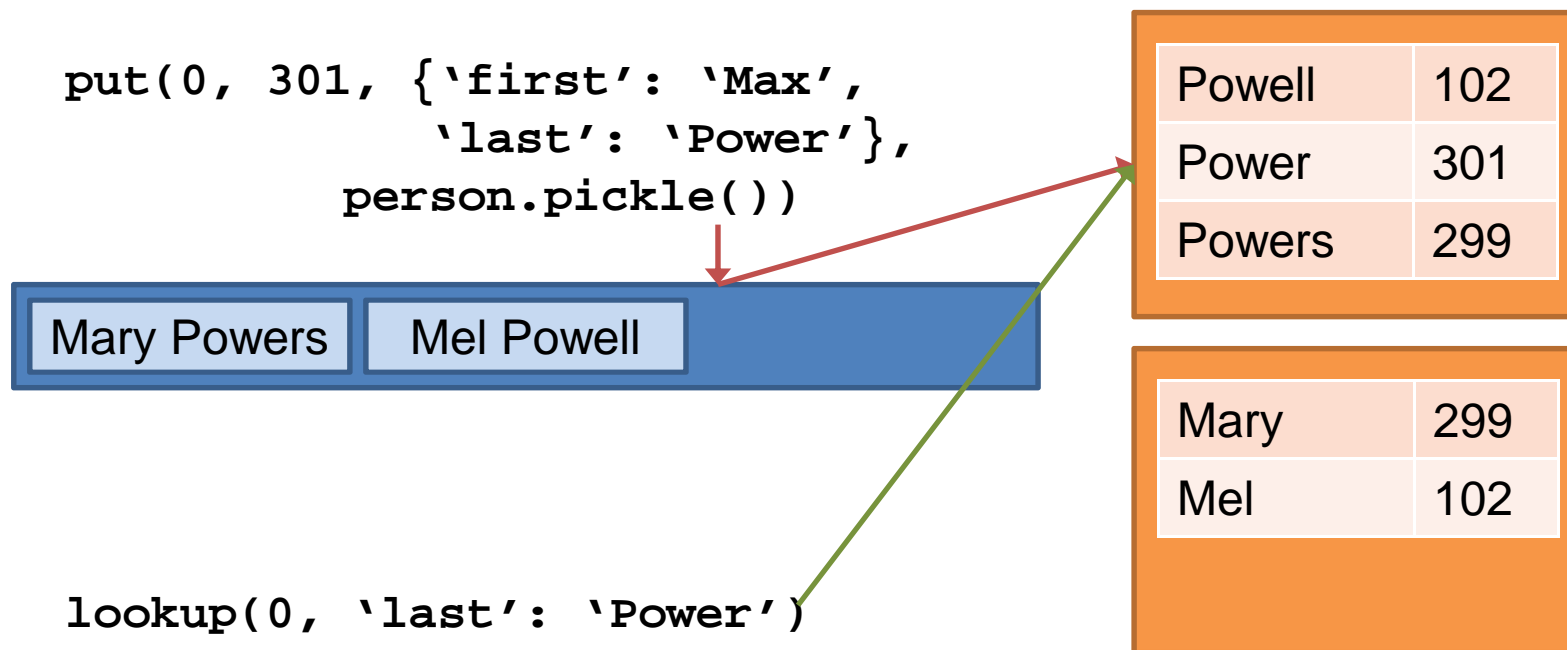 put(0, 301, {‘first’: ‘Max’,
‘last’: ‘Power’},
person.pickle())
Powell 102
Power 301
Powers 299
Mary Powers Mel Powell
Mary 299
Mel 102
lookup(0, ‘last’: ‘Power’)